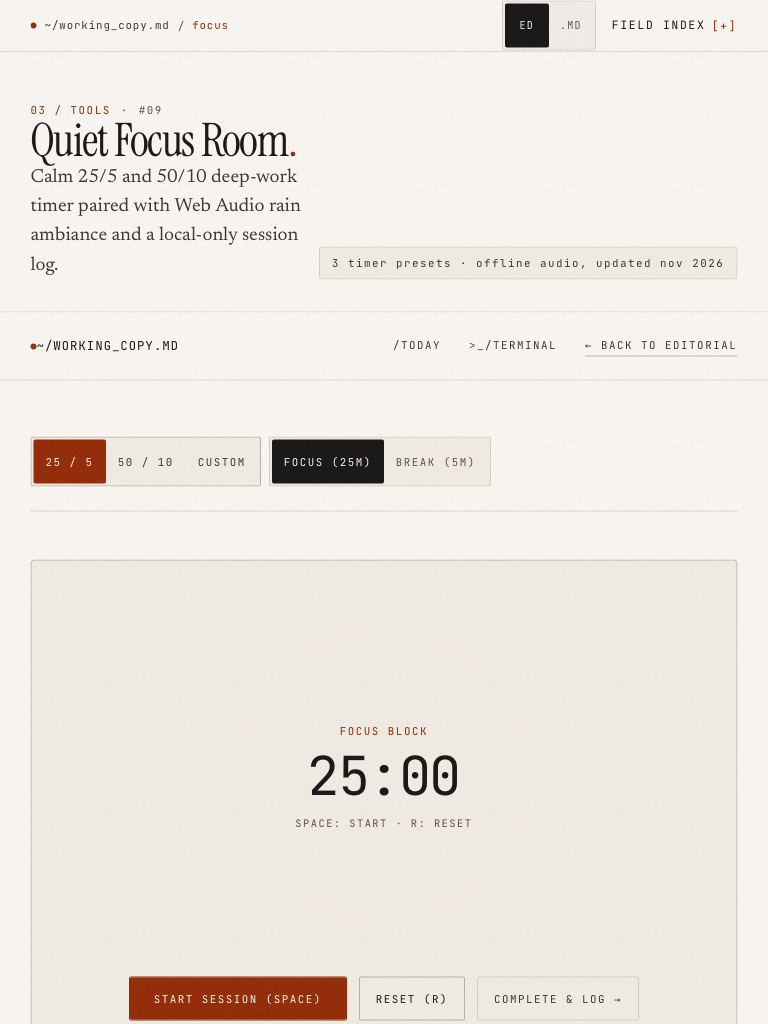 ~/working_copy.md / focus
ED .MD FIELD INDEX [+]
03 / TOOLS · #09
Quiet Focus Room.
Calm 25/5 and 50/10 deep-work
timer paired with Web Audio rain
ambiance and a local-only session
log.
3 timer presets · offline audio, updated nov 2026
~/WORKING_COPY.MD
/TODAY >_/TERMINAL ← BACK TO EDITORIAL
25 / 5 50 / 10 CUSTOM FOCUS (25M) BREAK (5M)
FOCUS BLOCK
25:00
SPACE: START · R: RESET
START SESSION (SPACE) RESET (R) COMPLETE & LOG →